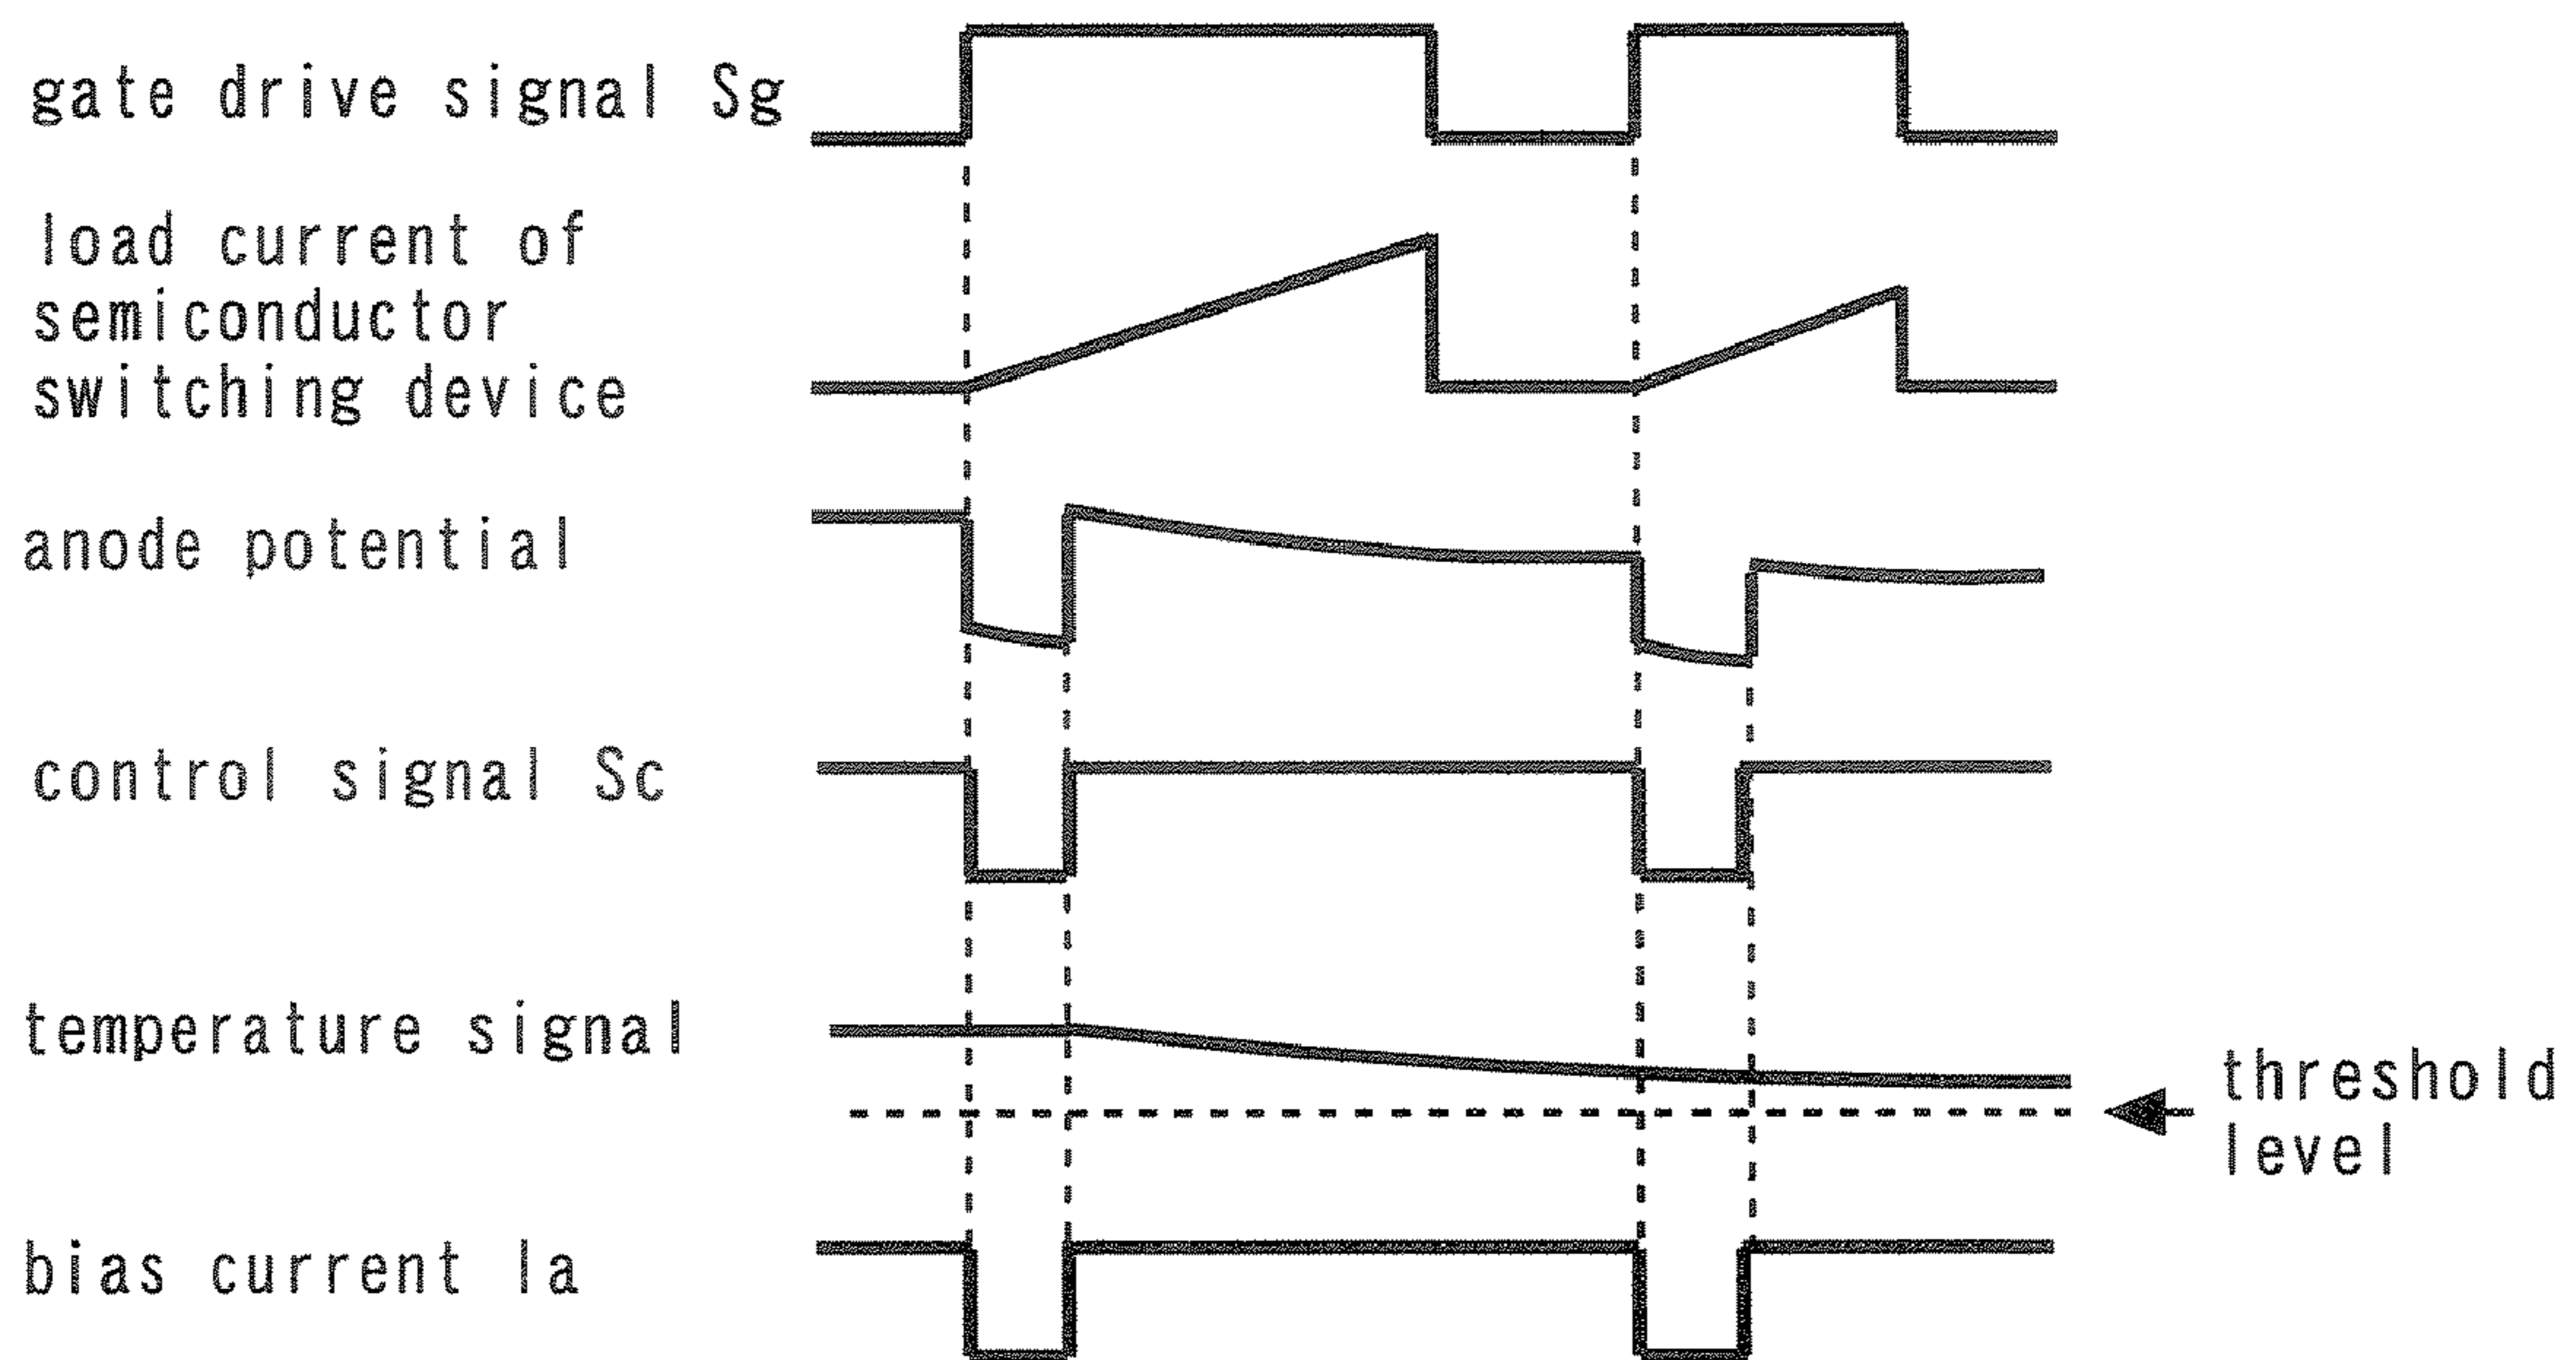 gate drive signal Sg
load current of
semiconductor
switching device
anode potential
control signal Sc
temperature signal
threshold
level
bias current Ia